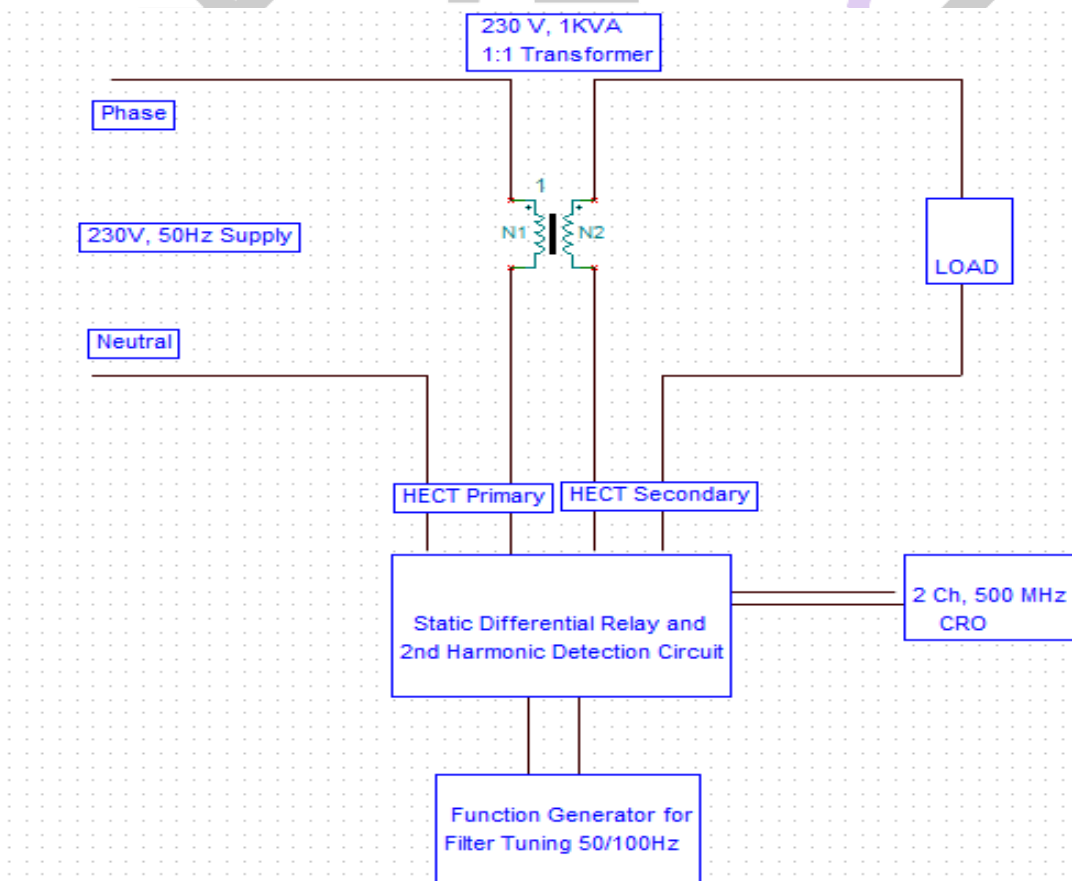 230 V, 1KVA
1:1 Transformer
Phase
1
230V, 50Hz Supply
N1
N2
LOAD
Neutral
HECT Primary
HECT Secondary
Static Differential Relay and
2nd Harmonic Detection Circuit
2 Ch, 500 MHz
CRO
Function Generator for
Filter Tuning 50/100Hz